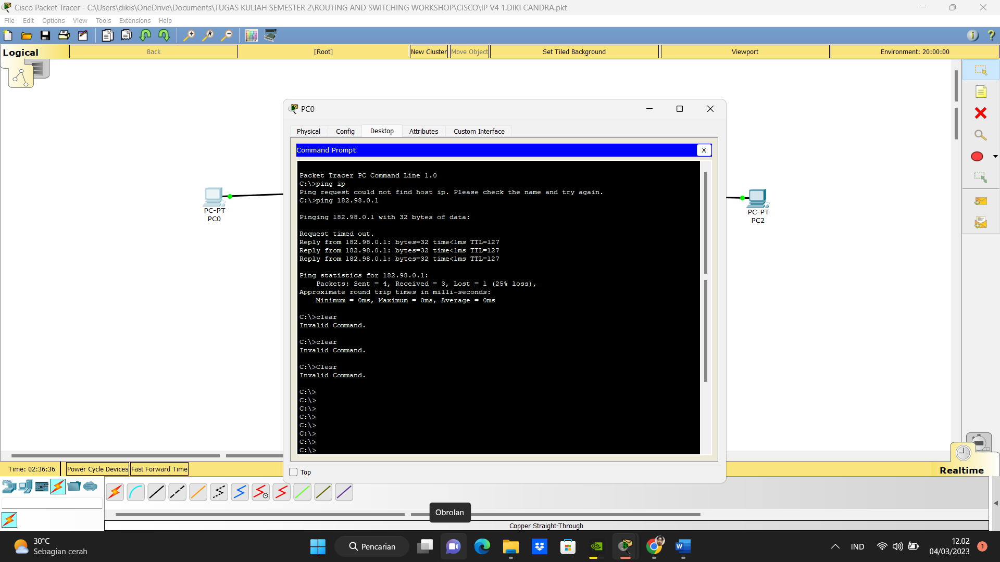 Cisco Packet Tracer - C:\Users\dikis\OneDrive\Documents\TUGAS KULIAH SEMESTER 2\ROUTING AND SWITCHING WORKSHOP\CISCO\IP V4 1.DIKI CANDRA.pkt
File Edit Options View Tools Extensions Help
Logical Back [Root] New Cluster Move Object Set Tiled Background Viewport Environment: 20:00:00
PC0
Physical Config Desktop Attributes Custom Interface
Command Prompt X
Packet Tracer PC Command Line 1.0
C:\>ping ip
Ping request could not find host ip. Please check the name and try again.
C:\>ping 182.98.0.1
Pinging 182.98.0.1 with 32 bytes of data:
Request timed out.
Reply from 182.98.0.1: bytes=32 time<1ms TTL=127
Reply from 182.98.0.1: bytes=32 time<1ms TTL=127
Reply from 182.98.0.1: bytes=32 time<1ms TTL=127
Ping statistics for 182.98.0.1:
Packets: Sent = 4, Received = 3, Lost = 1 (25% loss),
Approximate round trip times in milli-seconds:
Minimum = 0ms, Maximum = 0ms, Average = 0ms
C:\>clear
Invalid Command.
C:\>clear
Invalid Command.
C:\>Clesr
Invalid Command.
C:\>
C:\>
C:\>
C:\>
C:\>
C:\>
C:\>
C:\>
Top
PC-PT
PC0
PC-PT
PC2
Time: 02:36:36 Power Cycle Devices Fast Forward Time Realtime
Obrolan
Copper Straight-Through
30°C
Sebagian cerah
Pencarian
IND
12.02
04/03/2023
1